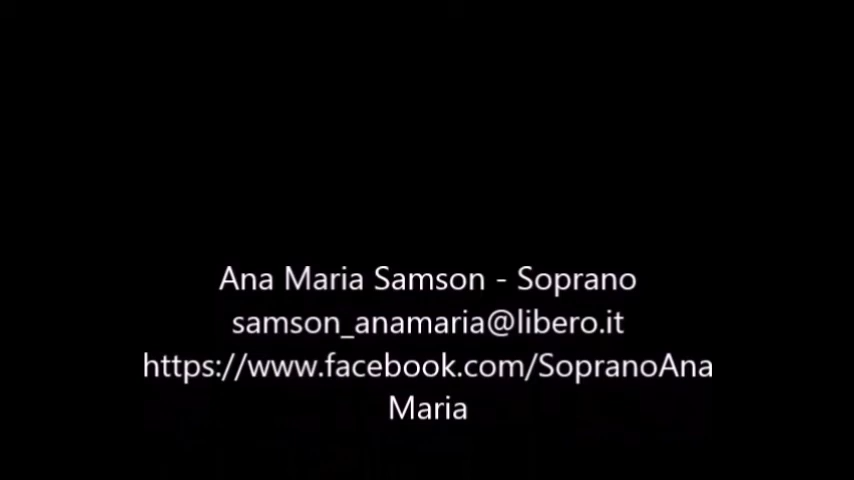 Ana Maria Samson - Soprano
samson_anamaria@libero.it
https://www.facebook.com/SopranoAna
Maria